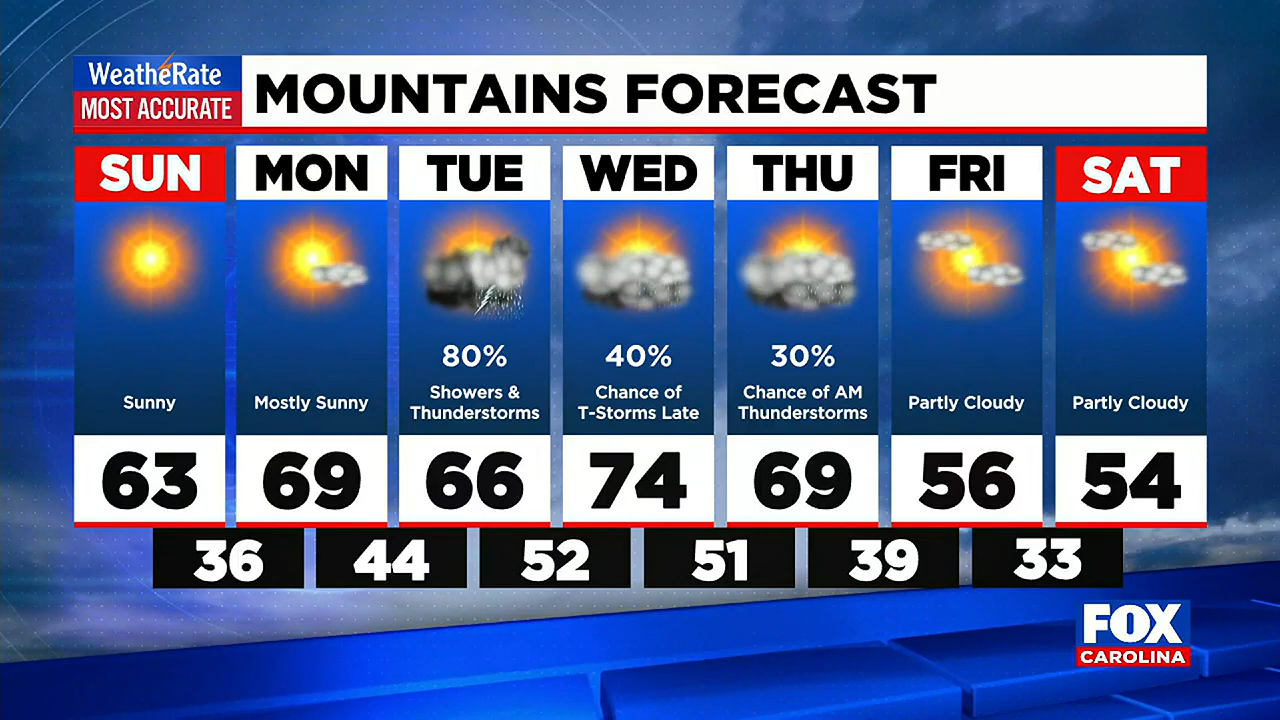 WeatheRate
MOST ACCURATE
MOUNTAINS FORECAST
SUN
MON
TUE
WED
THU
FRI
SAT
80%
40%
30%
Sunny
Mostly Sunny
Showers &
Thunderstorms
Chance of
T-Storms Late
Chance of AM
Thunderstorms
Partly Cloudy
Partly Cloudy
63
69
66
74
69
56
54
36
44
52
51
39
33
FOX
CAROLINA